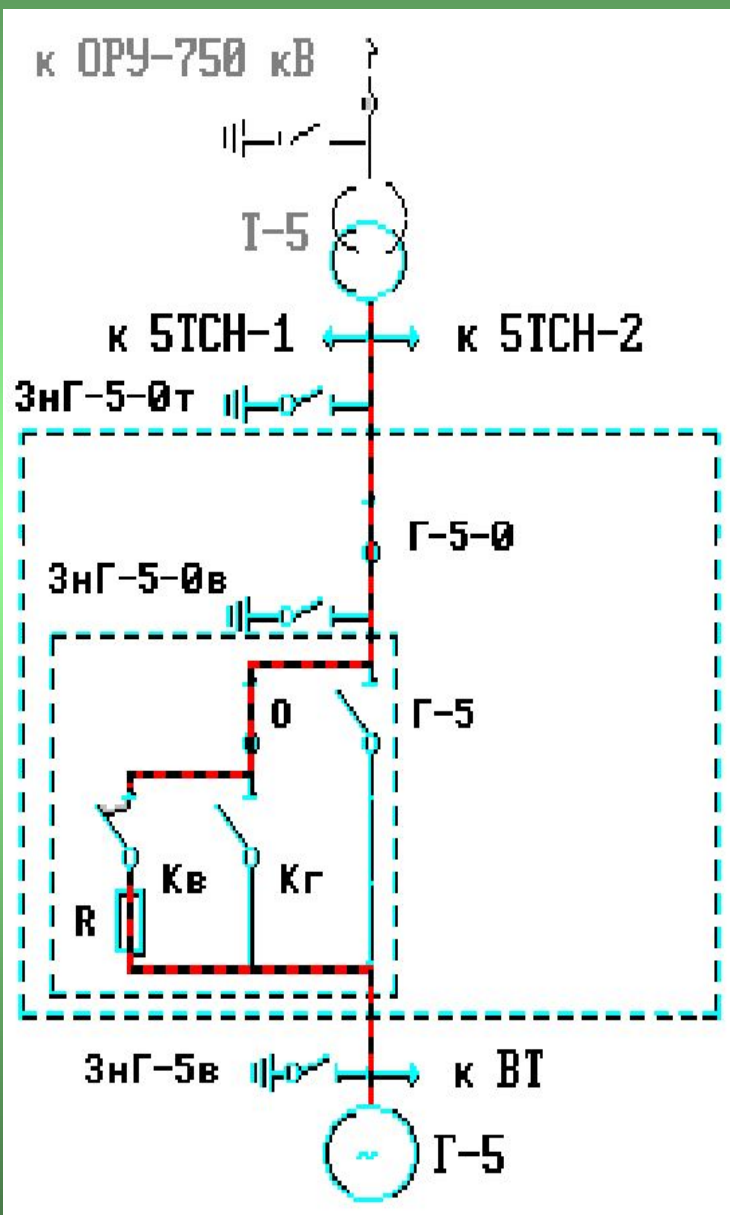 к ОРУ-750 кВ
Т-5
к 5ТСН-1
к 5ТСН-2
ЗнГ-5-0т
Г-5-0
ЗнГ-5-0в
О
Г-5
Кв
Кг
R
ЗнГ-5в
к ВТ
Г-5
~